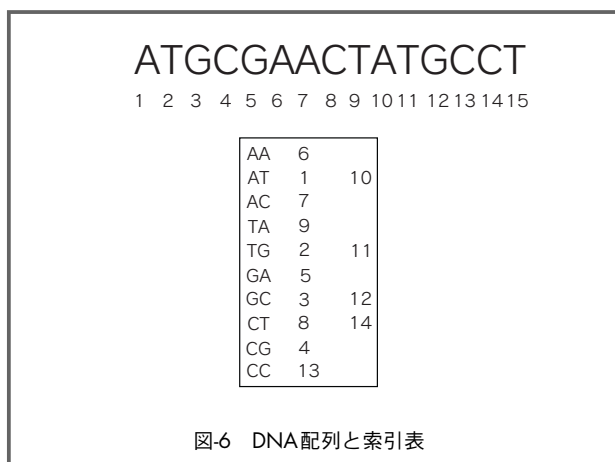 ATGCGAACTATGCCT
1 2 3 4 5 6 7 8 9 10 11 12 13 14 15
AA 6
AT 1 10
AC 7
TA 9
TG 2 11
GA 5
GC 3 12
CT 8 14
CG 4
CC 13
図-6 DNA配列と索引表